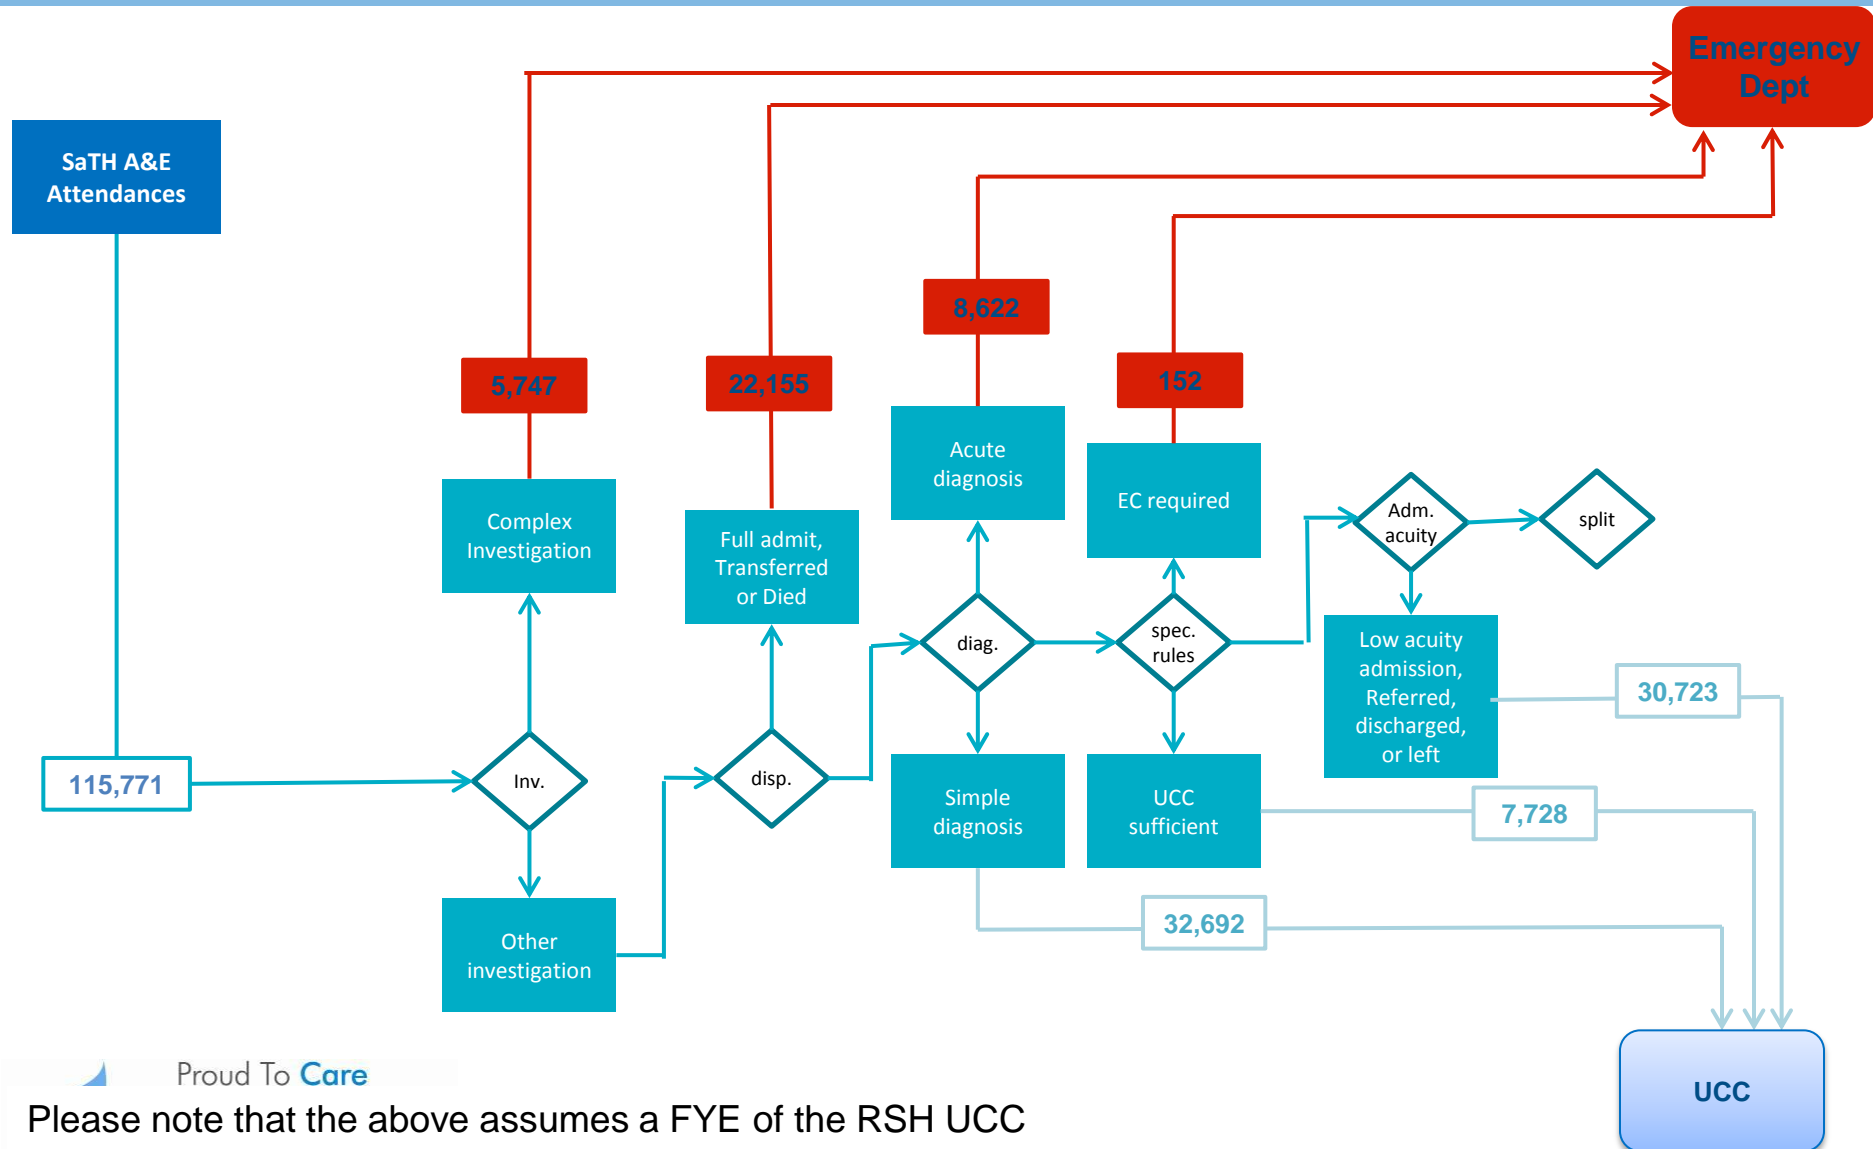 Emergency
Dept
SaTH A&E
Attendances
8,622
5,747
22,155
152
Acute
diagnosis
EC required
Complex
Investigation
Full admit,
Transferred
or Died
Adm.
acuity
split
diag.
spec.
rules
Low acuity
admission,
Referred,
discharged,
or left
30,723
115,771
Inv.
disp.
Simple
diagnosis
UCC
sufficient
7,728
32,692
Other
investigation
Proud To Care
UCC
Please note that the above assumes a FYE of the RSH UCC